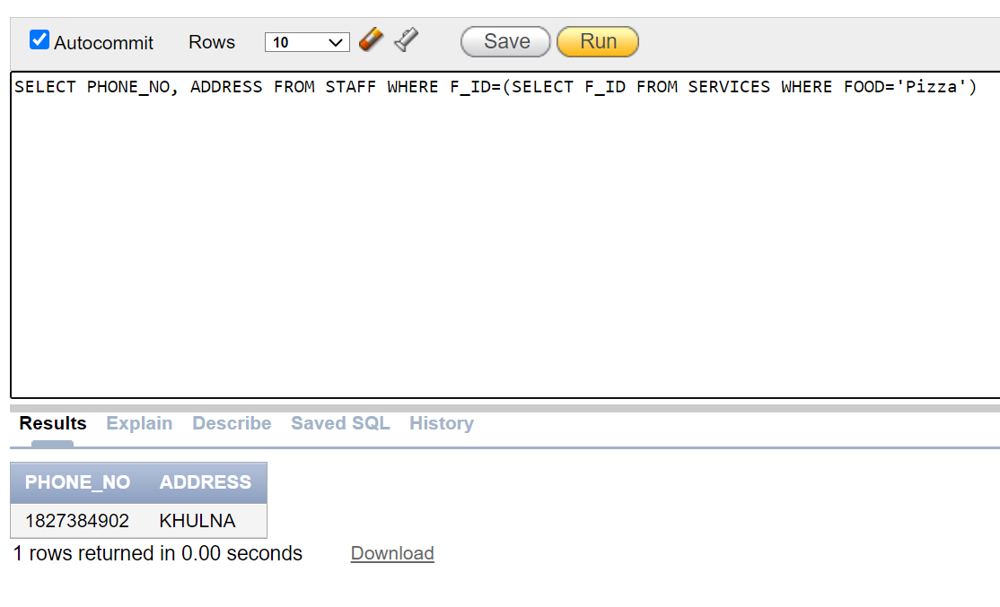 Autocommit Rows 10 Save Run
SELECT PHONE_NO, ADDRESS FROM STAFF WHERE F_ID=(SELECT F_ID FROM SERVICES WHERE FOOD='Pizza')
Results Explain Describe Saved SQL History
PHONE_NO ADDRESS
1827384902 KHULNA
1 rows returned in 0.00 seconds Download